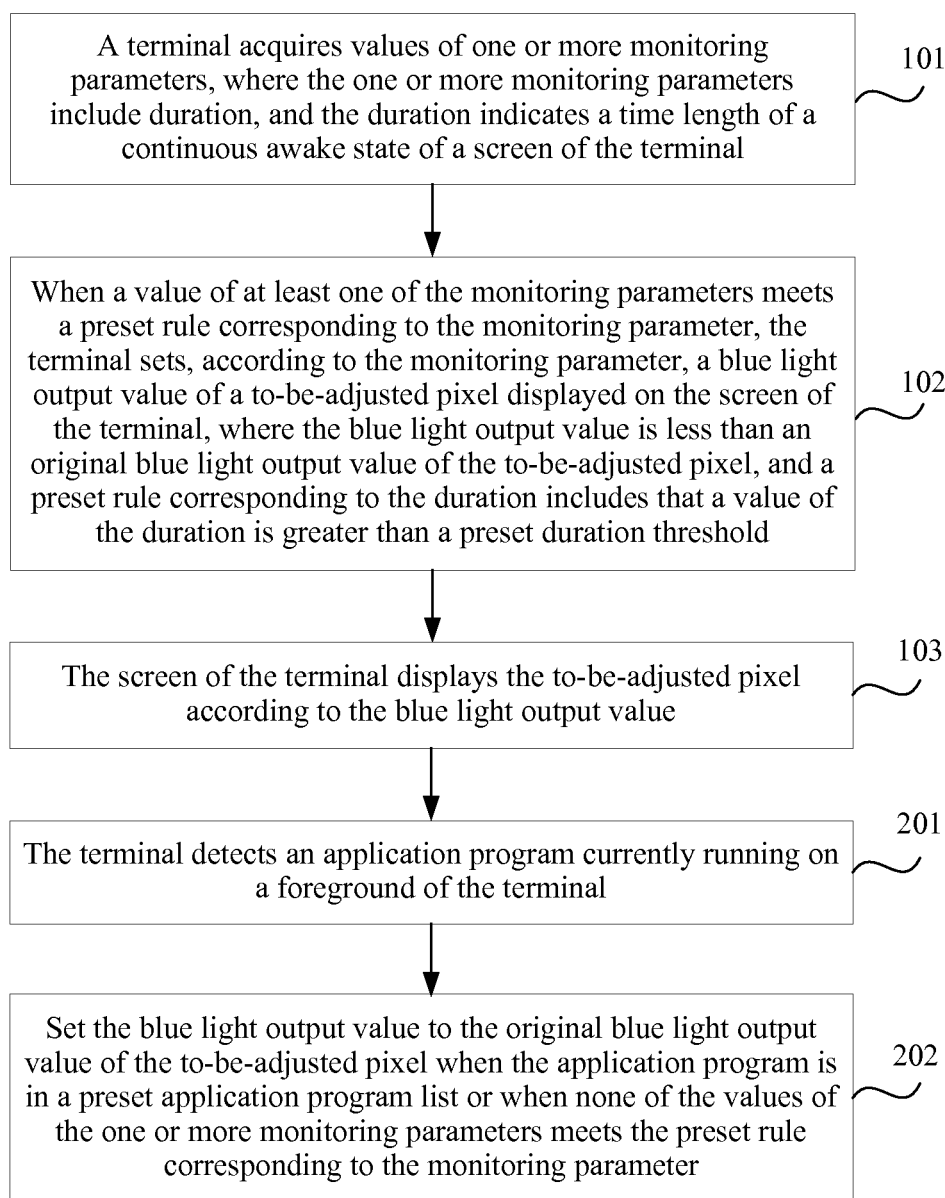 A terminal acquires values of one or more monitoring
parameters, where the one or more monitoring parameters
include duration, and the duration indicates a time length of a
continuous awake state of a screen of the terminal
101
When a value of at least one of the monitoring parameters meets
a preset rule corresponding to the monitoring parameter, the
terminal sets, according to the monitoring parameter, a blue light
output value of a to-be-adjusted pixel displayed on the screen of
the terminal, where the blue light output value is less than an
original blue light output value of the to-be-adjusted pixel, and a
preset rule corresponding to the duration includes that a value of
the duration is greater than a preset duration threshold
102
The screen of the terminal displays the to-be-adjusted pixel
according to the blue light output value
103
The terminal detects an application program currently running on
a foreground of the terminal
201
Set the blue light output value to the original blue light output
value of the to-be-adjusted pixel when the application program is
in a preset application program list or when none of the values of
the one or more monitoring parameters meets the preset rule
corresponding to the monitoring parameter
202